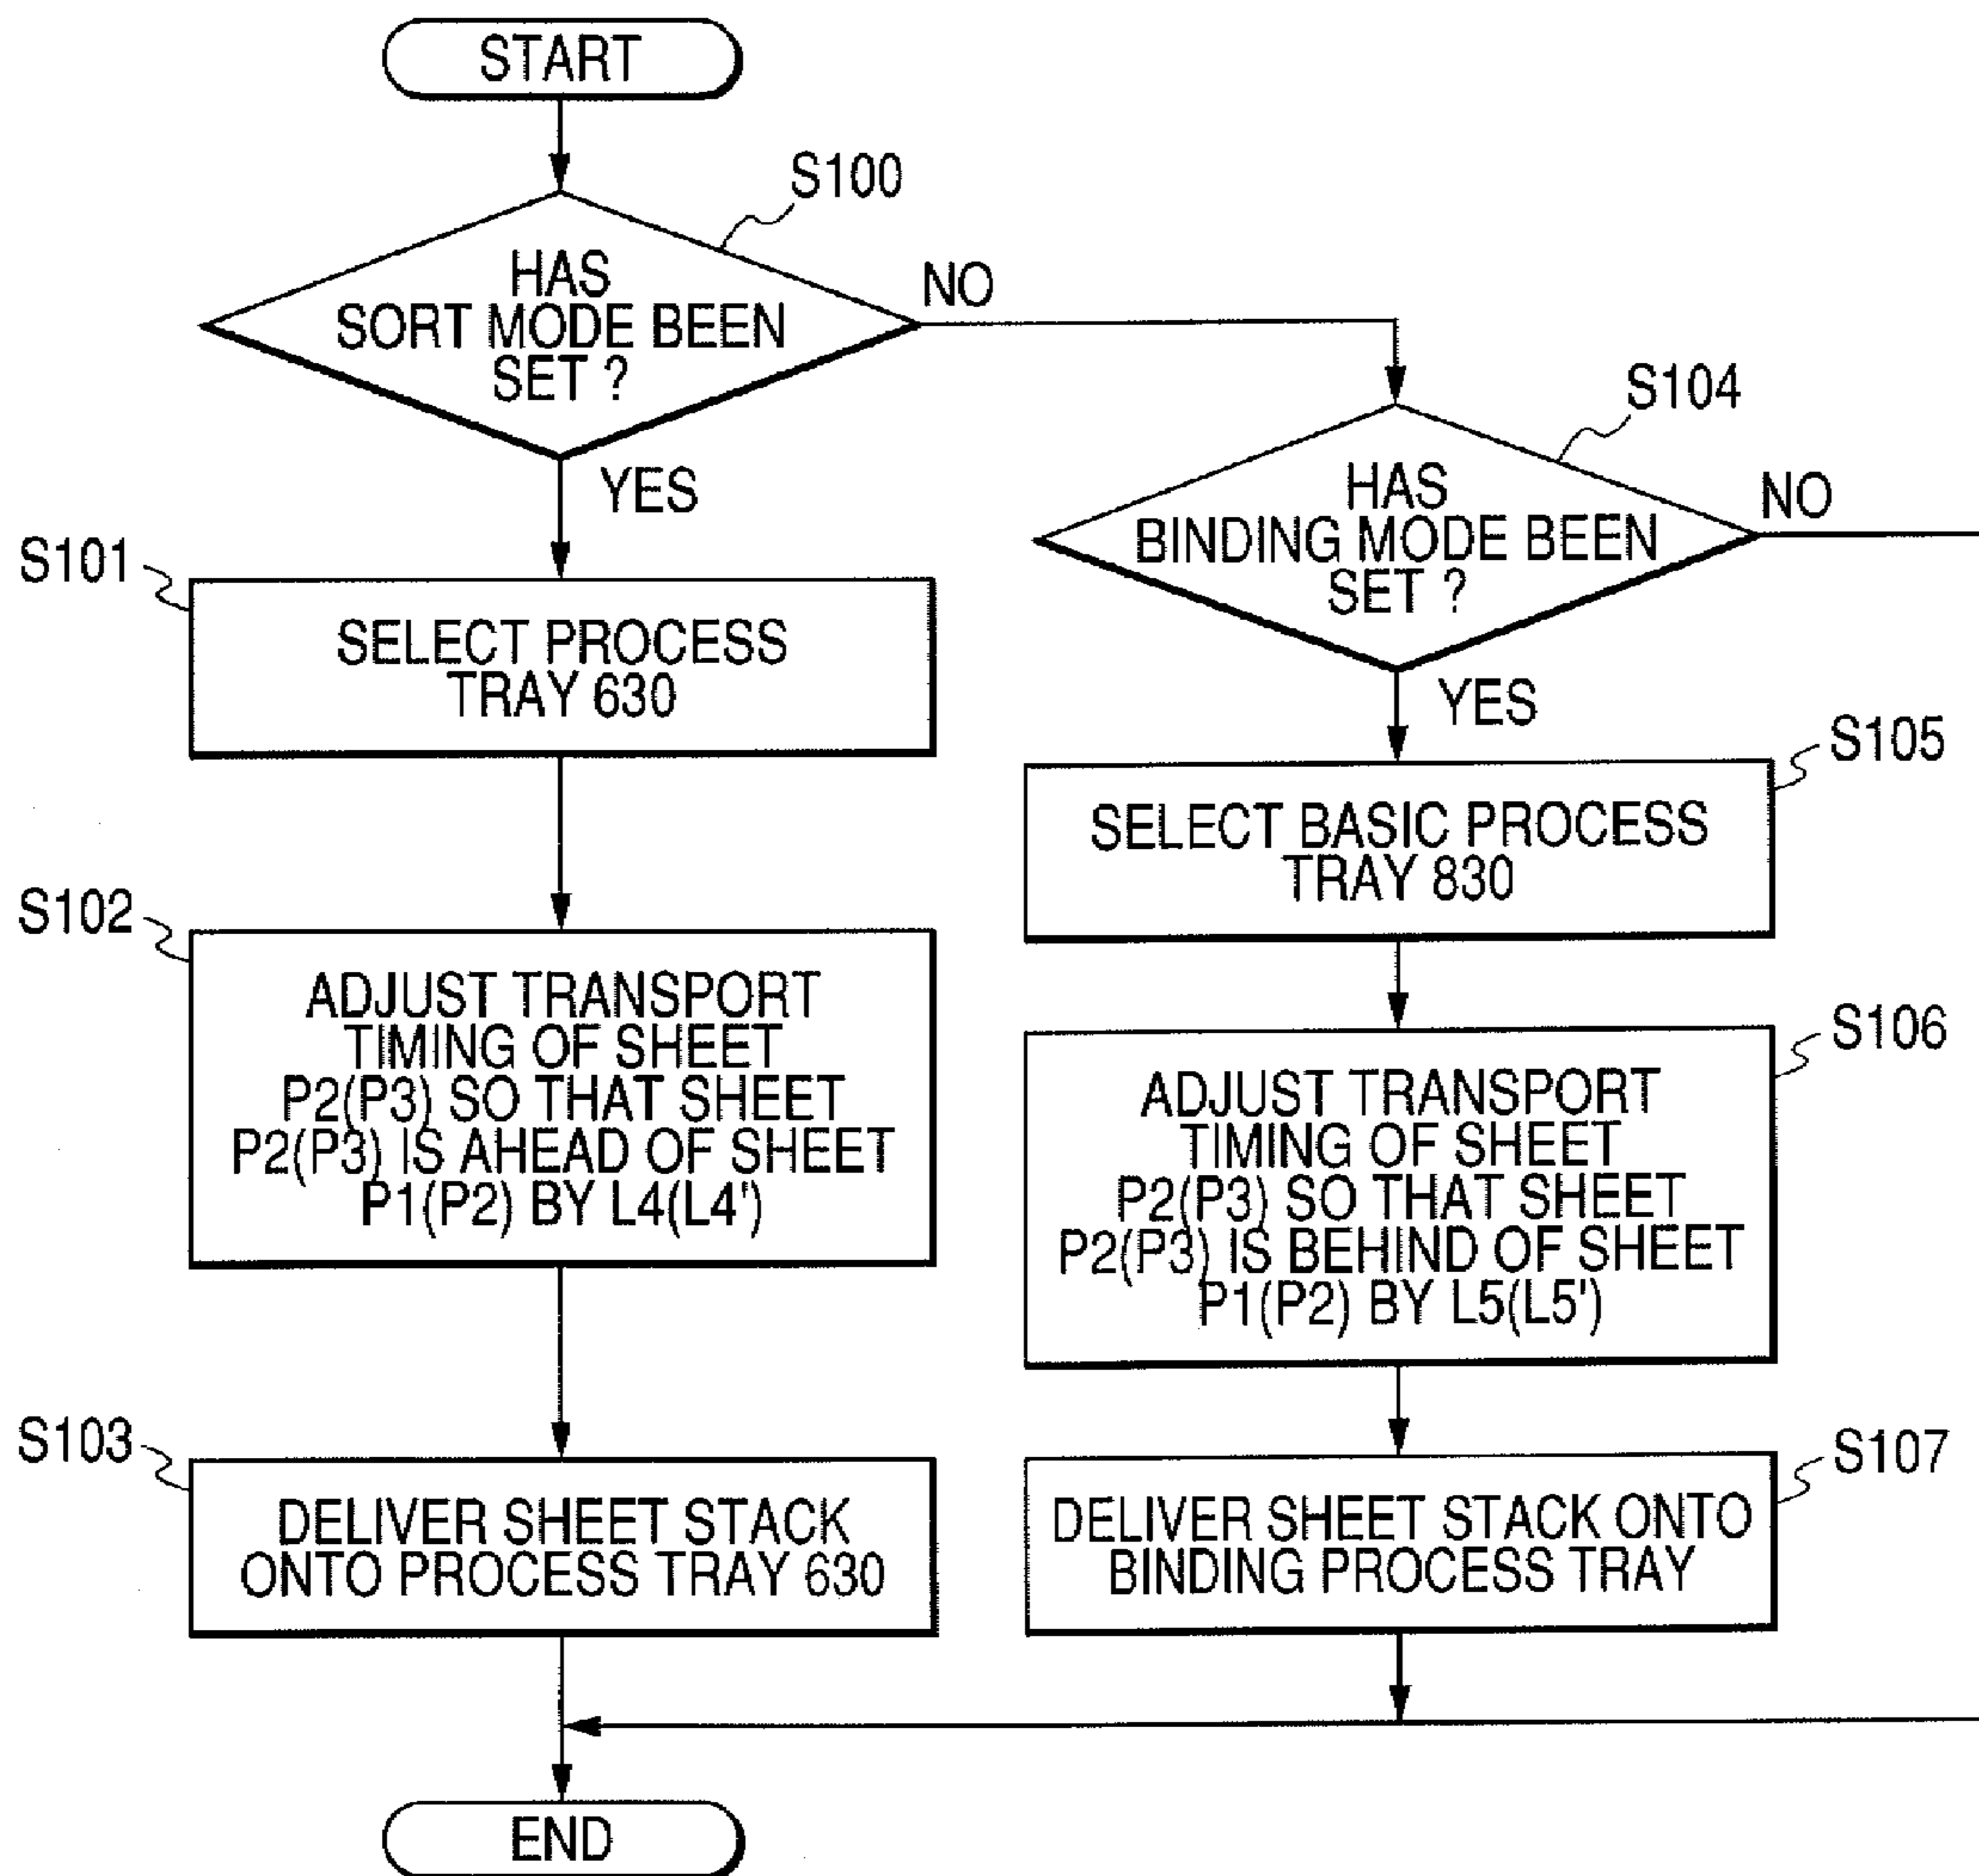 START
S100
HAS
SORT MODE BEEN
SET ?
NO
YES
S101
SELECT PROCESS
TRAY 630
S102
ADJUST TRANSPORT
TIMING OF SHEET
P2(P3) SO THAT SHEET
P2(P3) IS AHEAD OF SHEET
P1(P2) BY L4(L4')
S103
DELIVER SHEET STACK
ONTO PROCESS TRAY 630
S104
HAS
BINDING MODE BEEN
SET ?
NO
YES
S105
SELECT BASIC PROCESS
TRAY 830
S106
ADJUST TRANSPORT
TIMING OF SHEET
P2(P3) SO THAT SHEET
P2(P3) IS BEHIND OF SHEET
P1(P2) BY L5(L5')
S107
DELIVER SHEET STACK ONTO
BINDING PROCESS TRAY
END